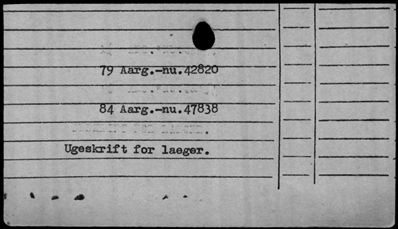 79 Aarg.-nu.42820
84 Aarg.-nu.47838
Ugeskrift for laeger.